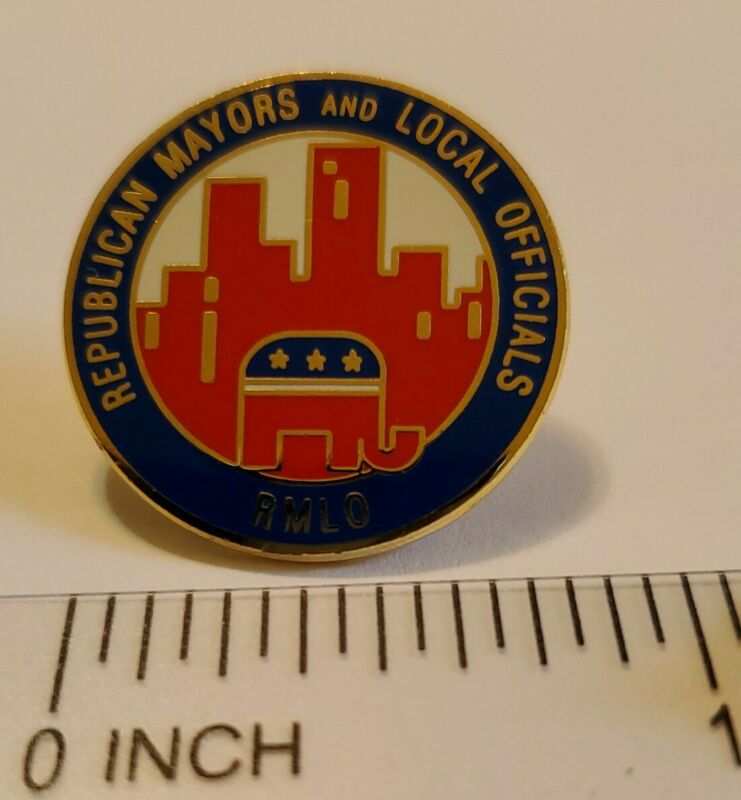 REPUBLICAN MAYORS AND LOCAL OFFICIALS
RMLO
0 INCH 1